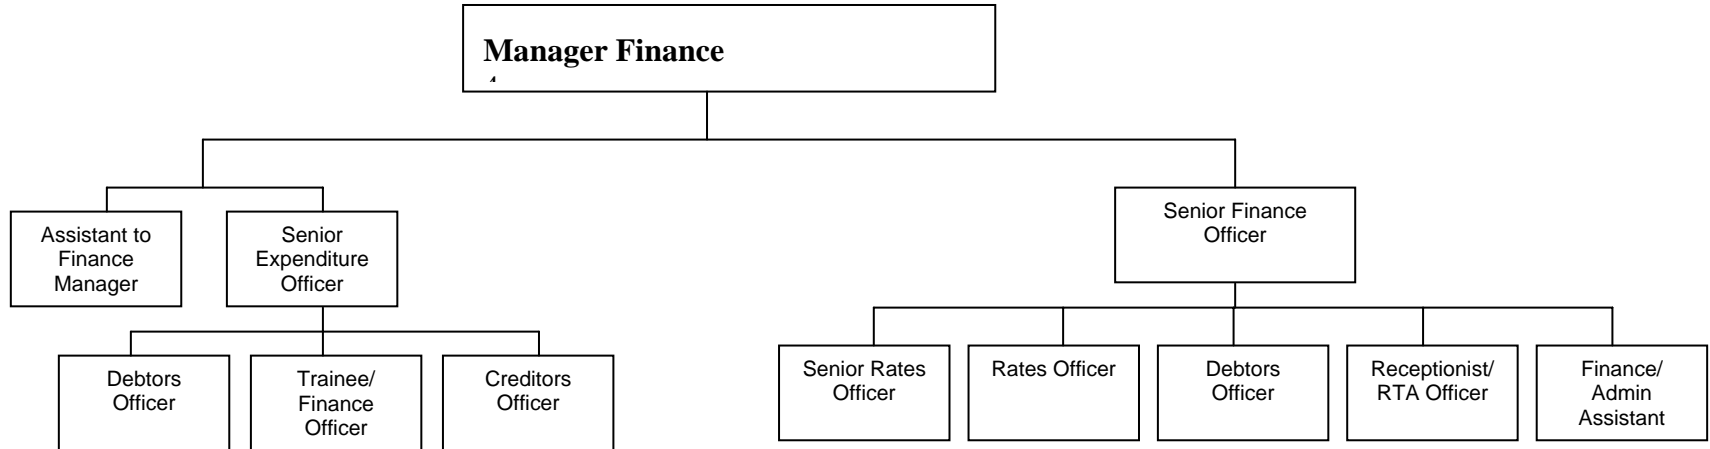 Manager Finance
Assistant to
Finance
Manager
Senior
Expenditure
Officer
Senior Finance
Officer
Debtors
Officer
Trainee/
Finance
Officer
Creditors
Officer
Senior Rates
Officer
Rates Officer
Debtors
Officer
Receptionist/
RTA Officer
Finance/
Admin
Assistant